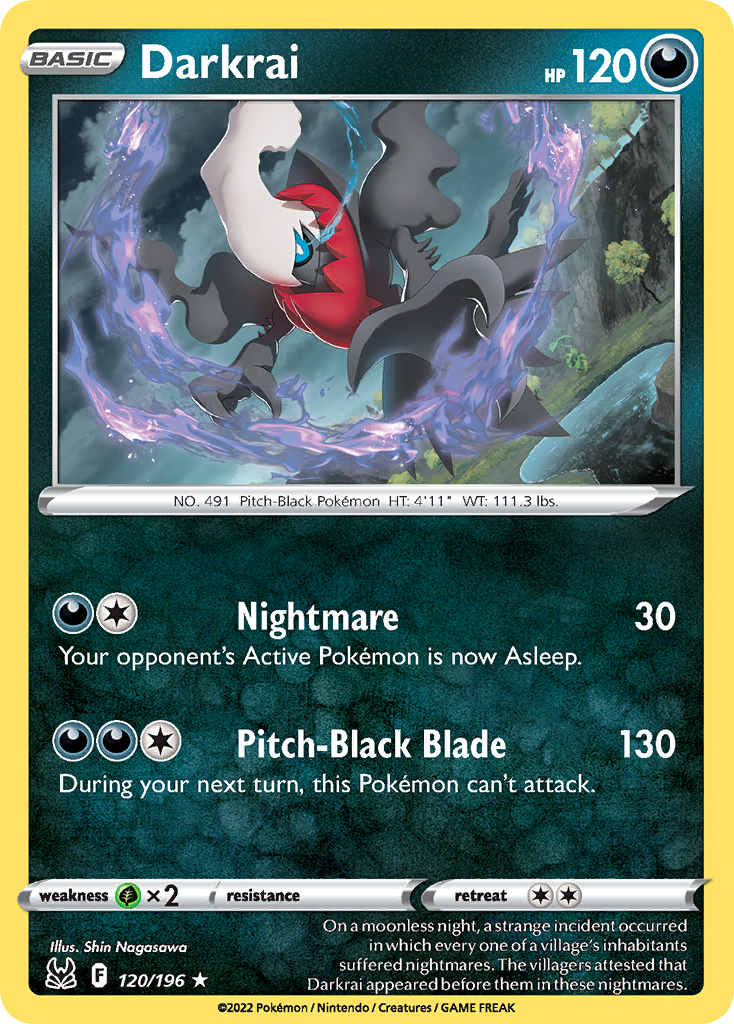 BASIC Darkrai HP 120
NO. 491 Pitch-Black Pokémon HT: 4'11" WT: 111.3 lbs.
Nightmare 30
Your opponent's Active Pokémon is now Asleep.
Pitch-Black Blade 130
During your next turn, this Pokémon can't attack.
weakness ×2 resistance retreat
On a moonless night, a strange incident occurred
in which every one of a village's inhabitants
suffered nightmares. The villagers attested that
Darkrai appeared before them in these nightmares.
Illus. Shin Nagasawa
F 120/196 ★
©2022 Pokémon / Nintendo / Creatures / GAME FREAK